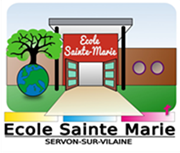 Ecole
Sainte-Marie
Ecole Sainte Marie
SERVON-SUR-VILAINE